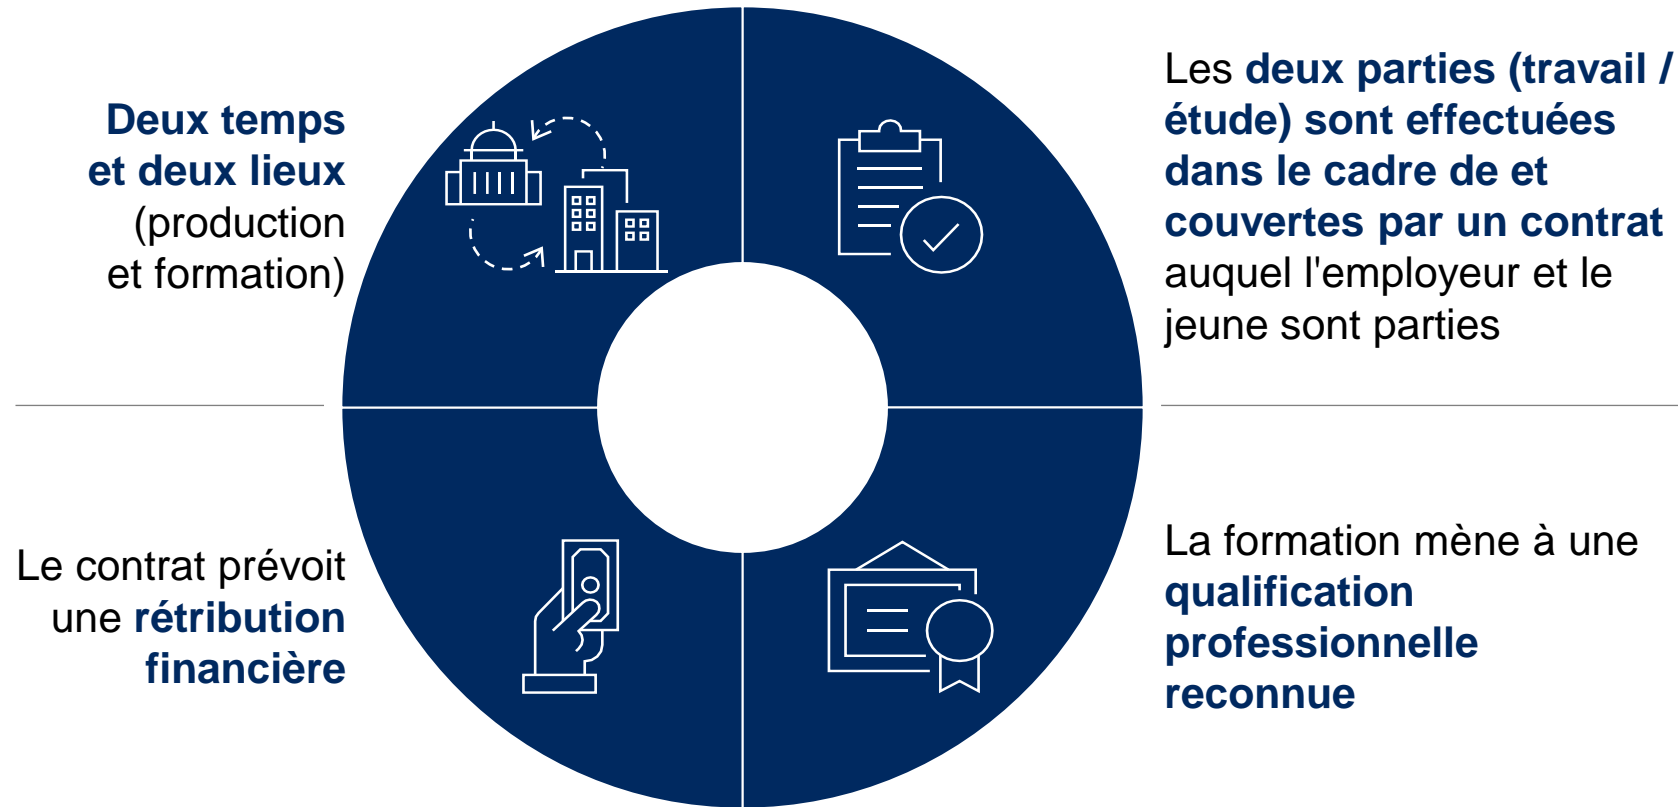 Deux temps
et deux lieux
(production
et formation)
Les deux parties (travail /
étude) sont effectuées
dans le cadre de et
couvertes par un contrat
auquel l'employeur et le
jeune sont parties
Le contrat prévoit
une rétribution
financière
La formation mène à une
qualification
professionnelle
reconnue